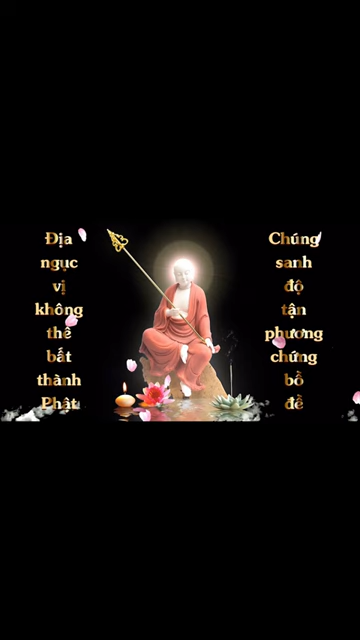 Địa
ngục
vị
không
thề
bất
thành
Phật
Chúng
sanh
độ
tận
phương
chứng
bồ
đề